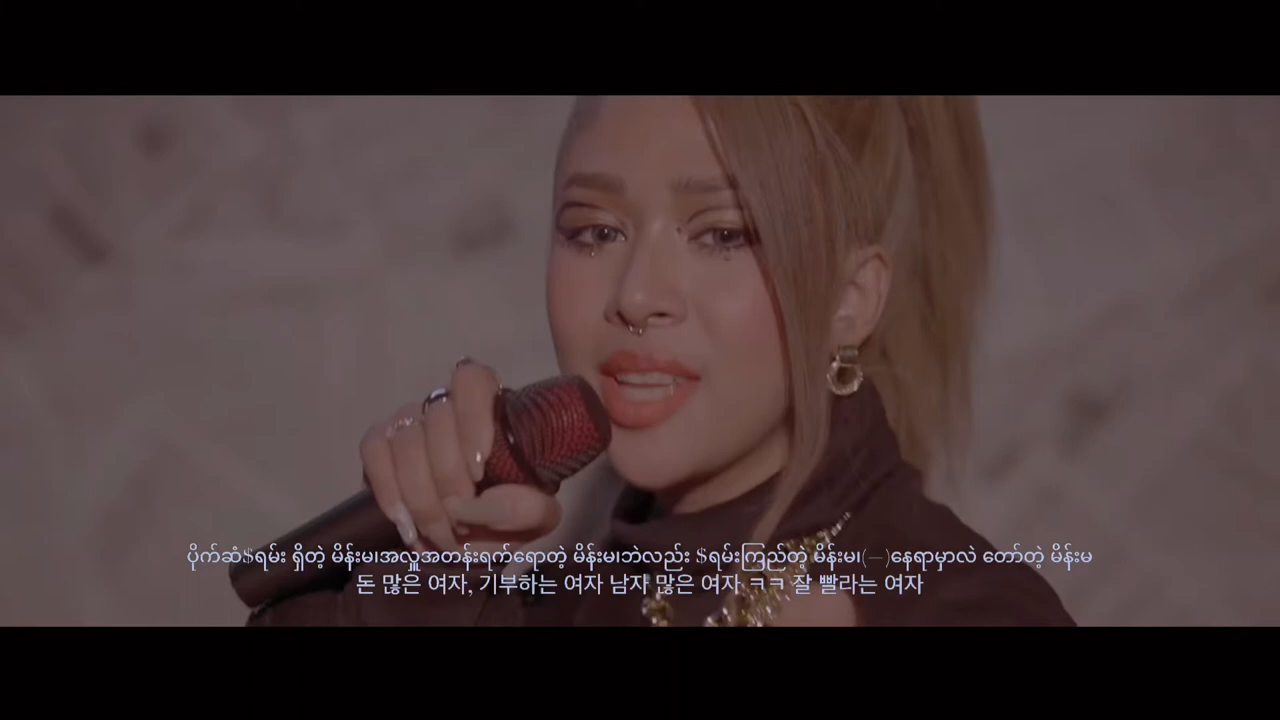 ပိုက်ဆံ$ရမ်း ရှိတဲ့ မိန်းမ၊အလှူအတန်းရက်ရောတဲ့ မိန်းမ၊ဘဲလည်း $ရမ်းကြည်တဲ့ မိန်းမ၊(—)နေရာမှာလဲ တော်တဲ့ မိန်းမ
돈 많은 여자, 기부하는 여자 남자 많은 여자 ㅋㅋ 잘 빨라는 여자